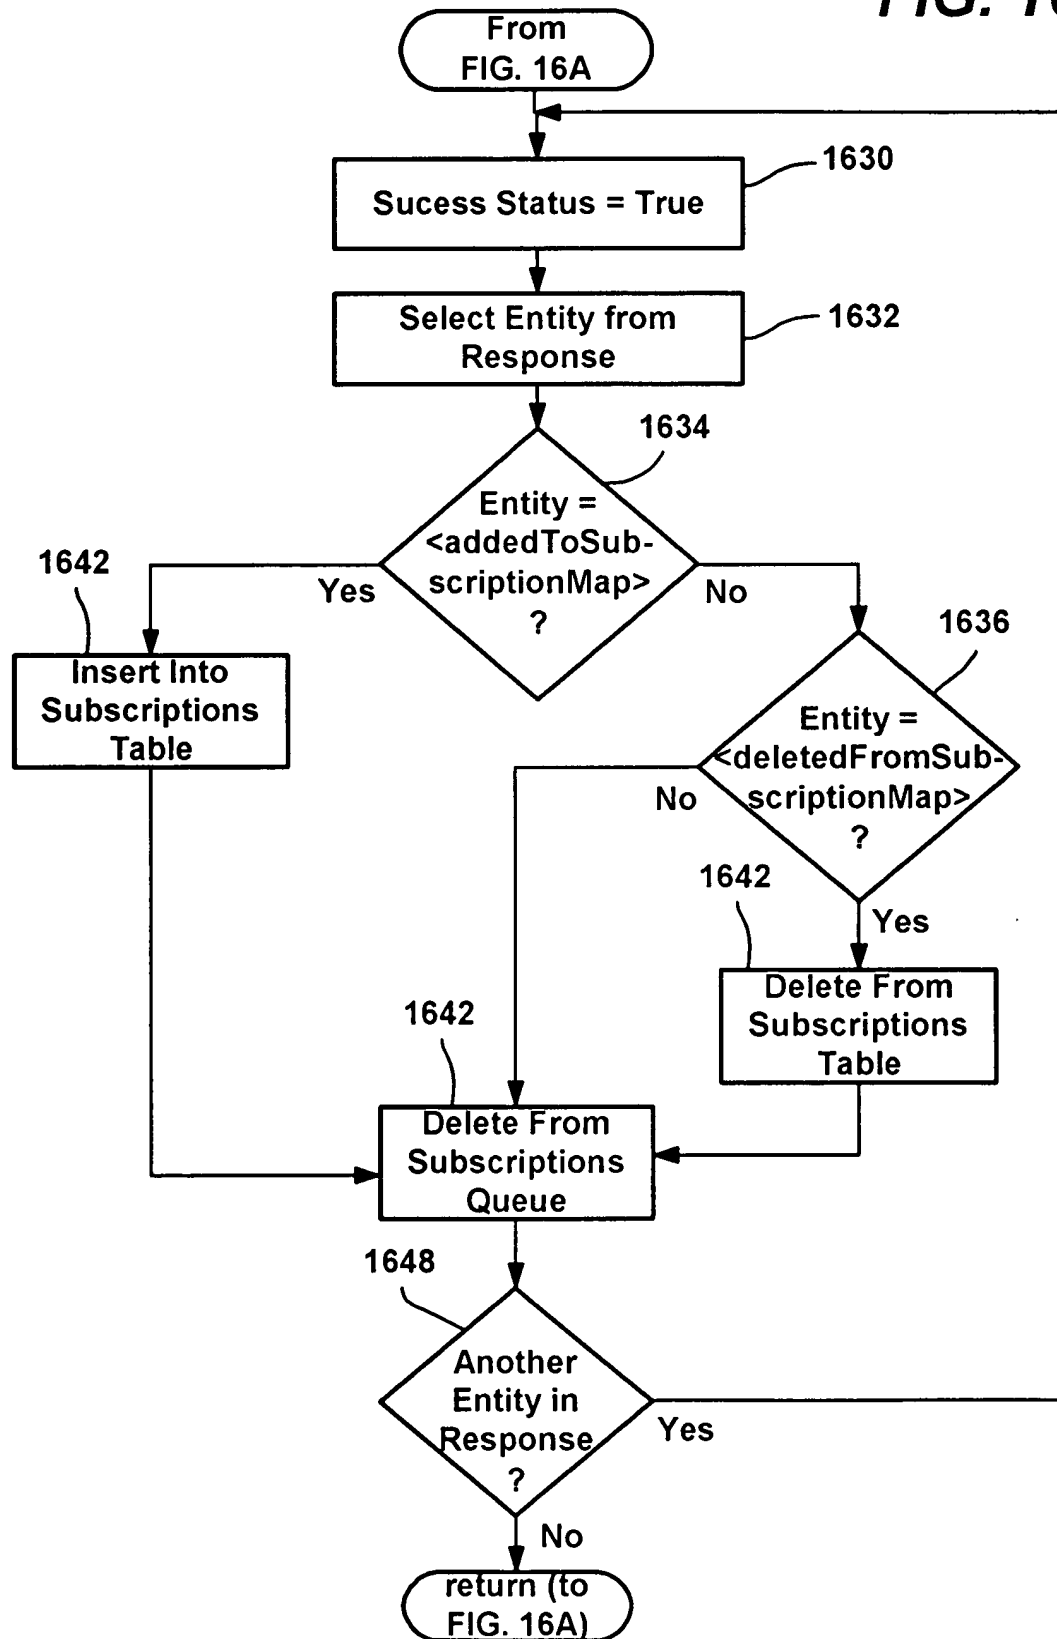 FIG. 16
From
FIG. 16A
1630
Sucess Status = True
Select Entity from
Response
1632
1634
Entity =
<addedToSub-
scriptionMap>
?
Yes
No
1642
Insert Into
Subscriptions
Table
1636
Entity =
<deletedFromSub-
scriptionMap>
?
No
Yes
1642
Delete From
Subscriptions
Table
1642
Delete From
Subscriptions
Queue
1648
Another
Entity in
Response
?
Yes
No
return (to
FIG. 16A)